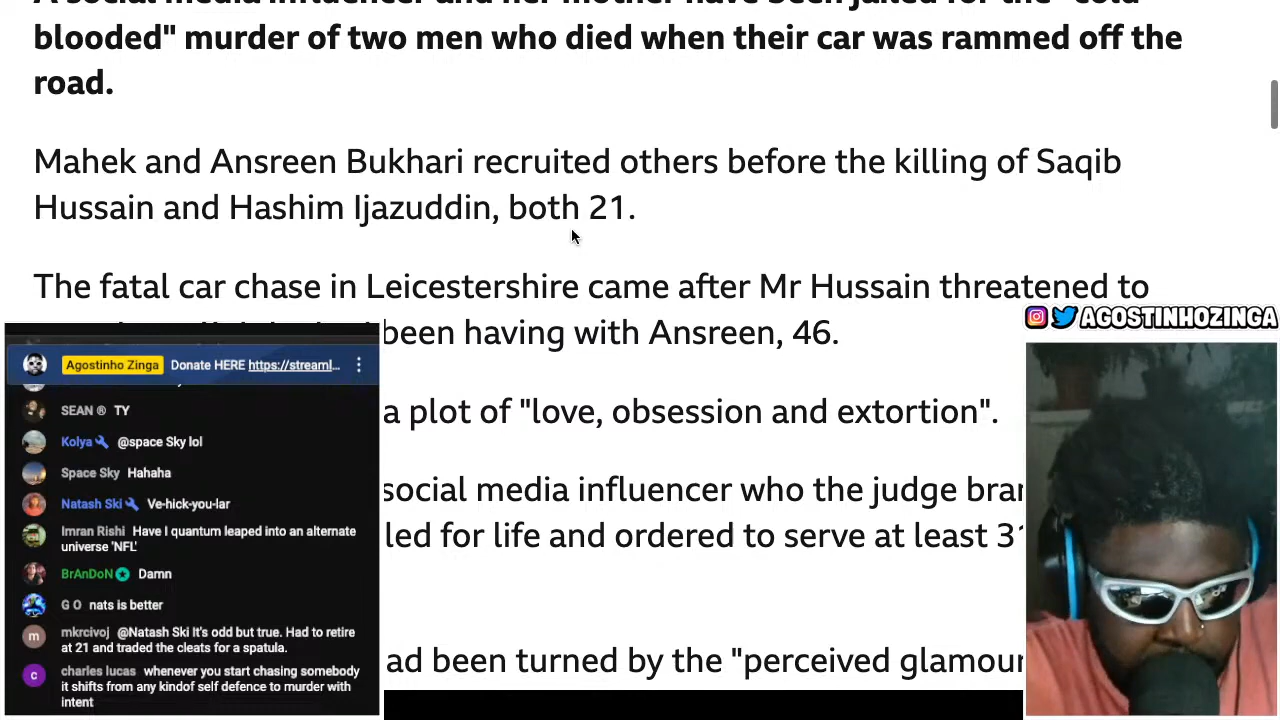 blooded" murder of two men who died when their car was rammed off the
road.
Mahek and Ansreen Bukhari recruited others before the killing of Saqib
Hussain and Hashim Ijazuddin, both 21.
The fatal car chase in Leicestershire came after Mr Hussain threatened to
been having with Ansreen, 46.
a plot of "love, obsession and extortion".
social media influencer who the judge
for life and ordered to serve at least
been turned by the "perceived glamour
AGOSTINHOZINGA
Agostinho Zinga Donate HERE https://streaml...
SEAN ® TY
Kolya @space Sky lol
Space Sky Hahaha
Natash Ski Ve-hick-you-lar
Imran Rishi Have I quantum leaped into an alternate
universe 'NFL'
BrAnDoN Damn
G O nats is better
m mkrcivoj @Natash Ski It's odd but true. Had to retire
at 21 and traded the cleats for a spatula.
c charles lucas whenever you start chasing somebody
it shifts from any kindof self defence to murder with
intent